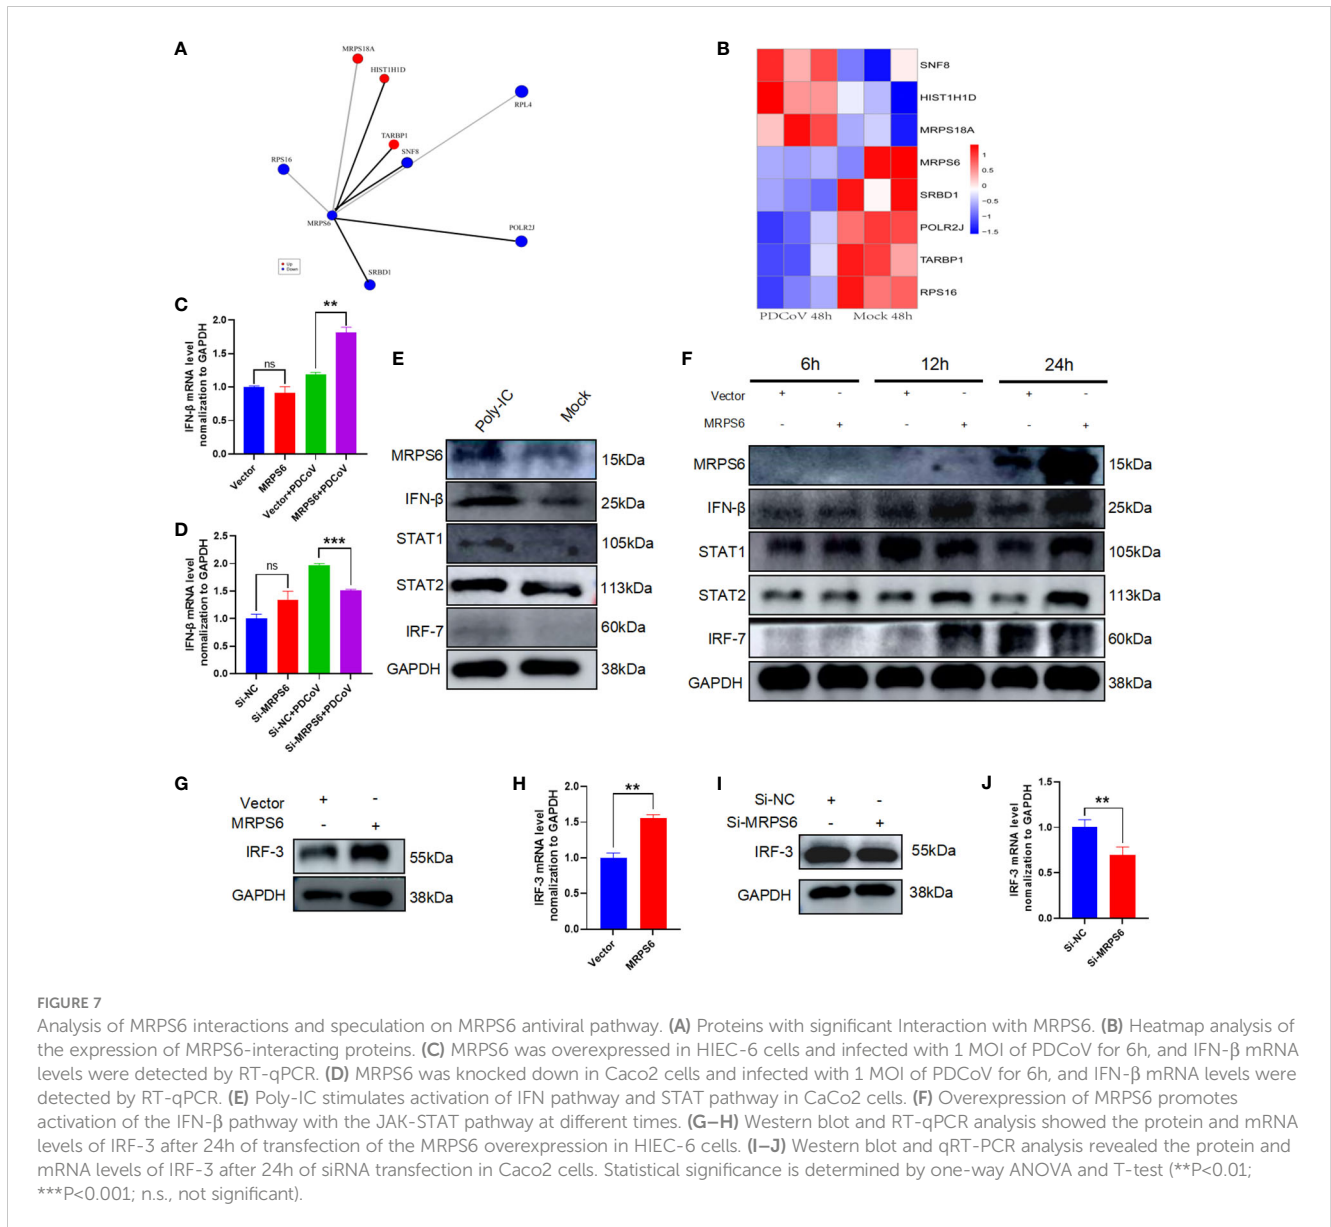 A
MRPS18A
HIST1H1D
RPL4
TARBP1
SNF8
RPS16
MRPS6
POLR2J
SRBD1
Up
Down
B
SNF8
HIST1H1D
MRPS18A
MRPS6
SRBD1
POLR2J
TARBP1
RPS16
1
0.5
0
−0.5
−1
−1.5
PDCoV 48h Mock 48h
C
IFN-β mRNA level
nomalization to GAPDH
2.0
1.5
1.0
0.5
0.0
ns
**
Vector
MRPS6
Vector+PDCoV
MRPS6+PDCoV
D
IFN-β mRNA level
nomalization to GAPDH
2.5
2.0
1.5
1.0
0.5
0.0
ns
***
Si-NC
Si-MRPS6
Si-NC+PDCoV
Si-MRPS6+PDCoV
E
Poly-IC Mock
MRPS6 15kDa
IFN-β 25kDa
STAT1 105kDa
STAT2 113kDa
IRF-7 60kDa
GAPDH 38kDa
F
6h 12h 24h
Vector + - + - + -
MRPS6 - + - + - +
MRPS6 15kDa
IFN-β 25kDa
STAT1 105kDa
STAT2 113kDa
IRF-7 60kDa
GAPDH 38kDa
G
Vector + -
MRPS6 - +
IRF-3 55kDa
GAPDH 38kDa
H
IRF-3 mRNA level
nomalization to GAPDH
2.0
1.5
1.0
0.5
0.0
**
Vector
MRPS6
I
Si-NC + -
Si-MRPS6 - +
IRF-3 55kDa
GAPDH 38kDa
J
IRF-3 mRNA level
nomalization to GAPDH
1.5
1.0
0.5
0.0
**
Si-NC
Si-MRPS6
FIGURE 7
Analysis of MRPS6 interactions and speculation on MRPS6 antiviral pathway. (A) Proteins with significant Interaction with MRPS6. (B) Heatmap analysis of
the expression of MRPS6-interacting proteins. (C) MRPS6 was overexpressed in HIEC-6 cells and infected with 1 MOI of PDCoV for 6h, and IFN-β mRNA
levels were detected by RT-qPCR. (D) MRPS6 was knocked down in Caco2 cells and infected with 1 MOI of PDCoV for 6h, and IFN-β mRNA levels were
detected by RT-qPCR. (E) Poly-IC stimulates activation of IFN pathway and STAT pathway in CaCo2 cells. (F) Overexpression of MRPS6 promotes
activation of the IFN-β pathway with the JAK-STAT pathway at different times. (G–H) Western blot and RT-qPCR analysis showed the protein and mRNA
levels of IRF-3 after 24h of transfection of the MRPS6 overexpression in HIEC-6 cells. (I–J) Western blot and qRT-PCR analysis revealed the protein and
mRNA levels of IRF-3 after 24h of siRNA transfection in Caco2 cells. Statistical significance is determined by one-way ANOVA and T-test (**P<0.01;
***P<0.001; n.s., not significant).